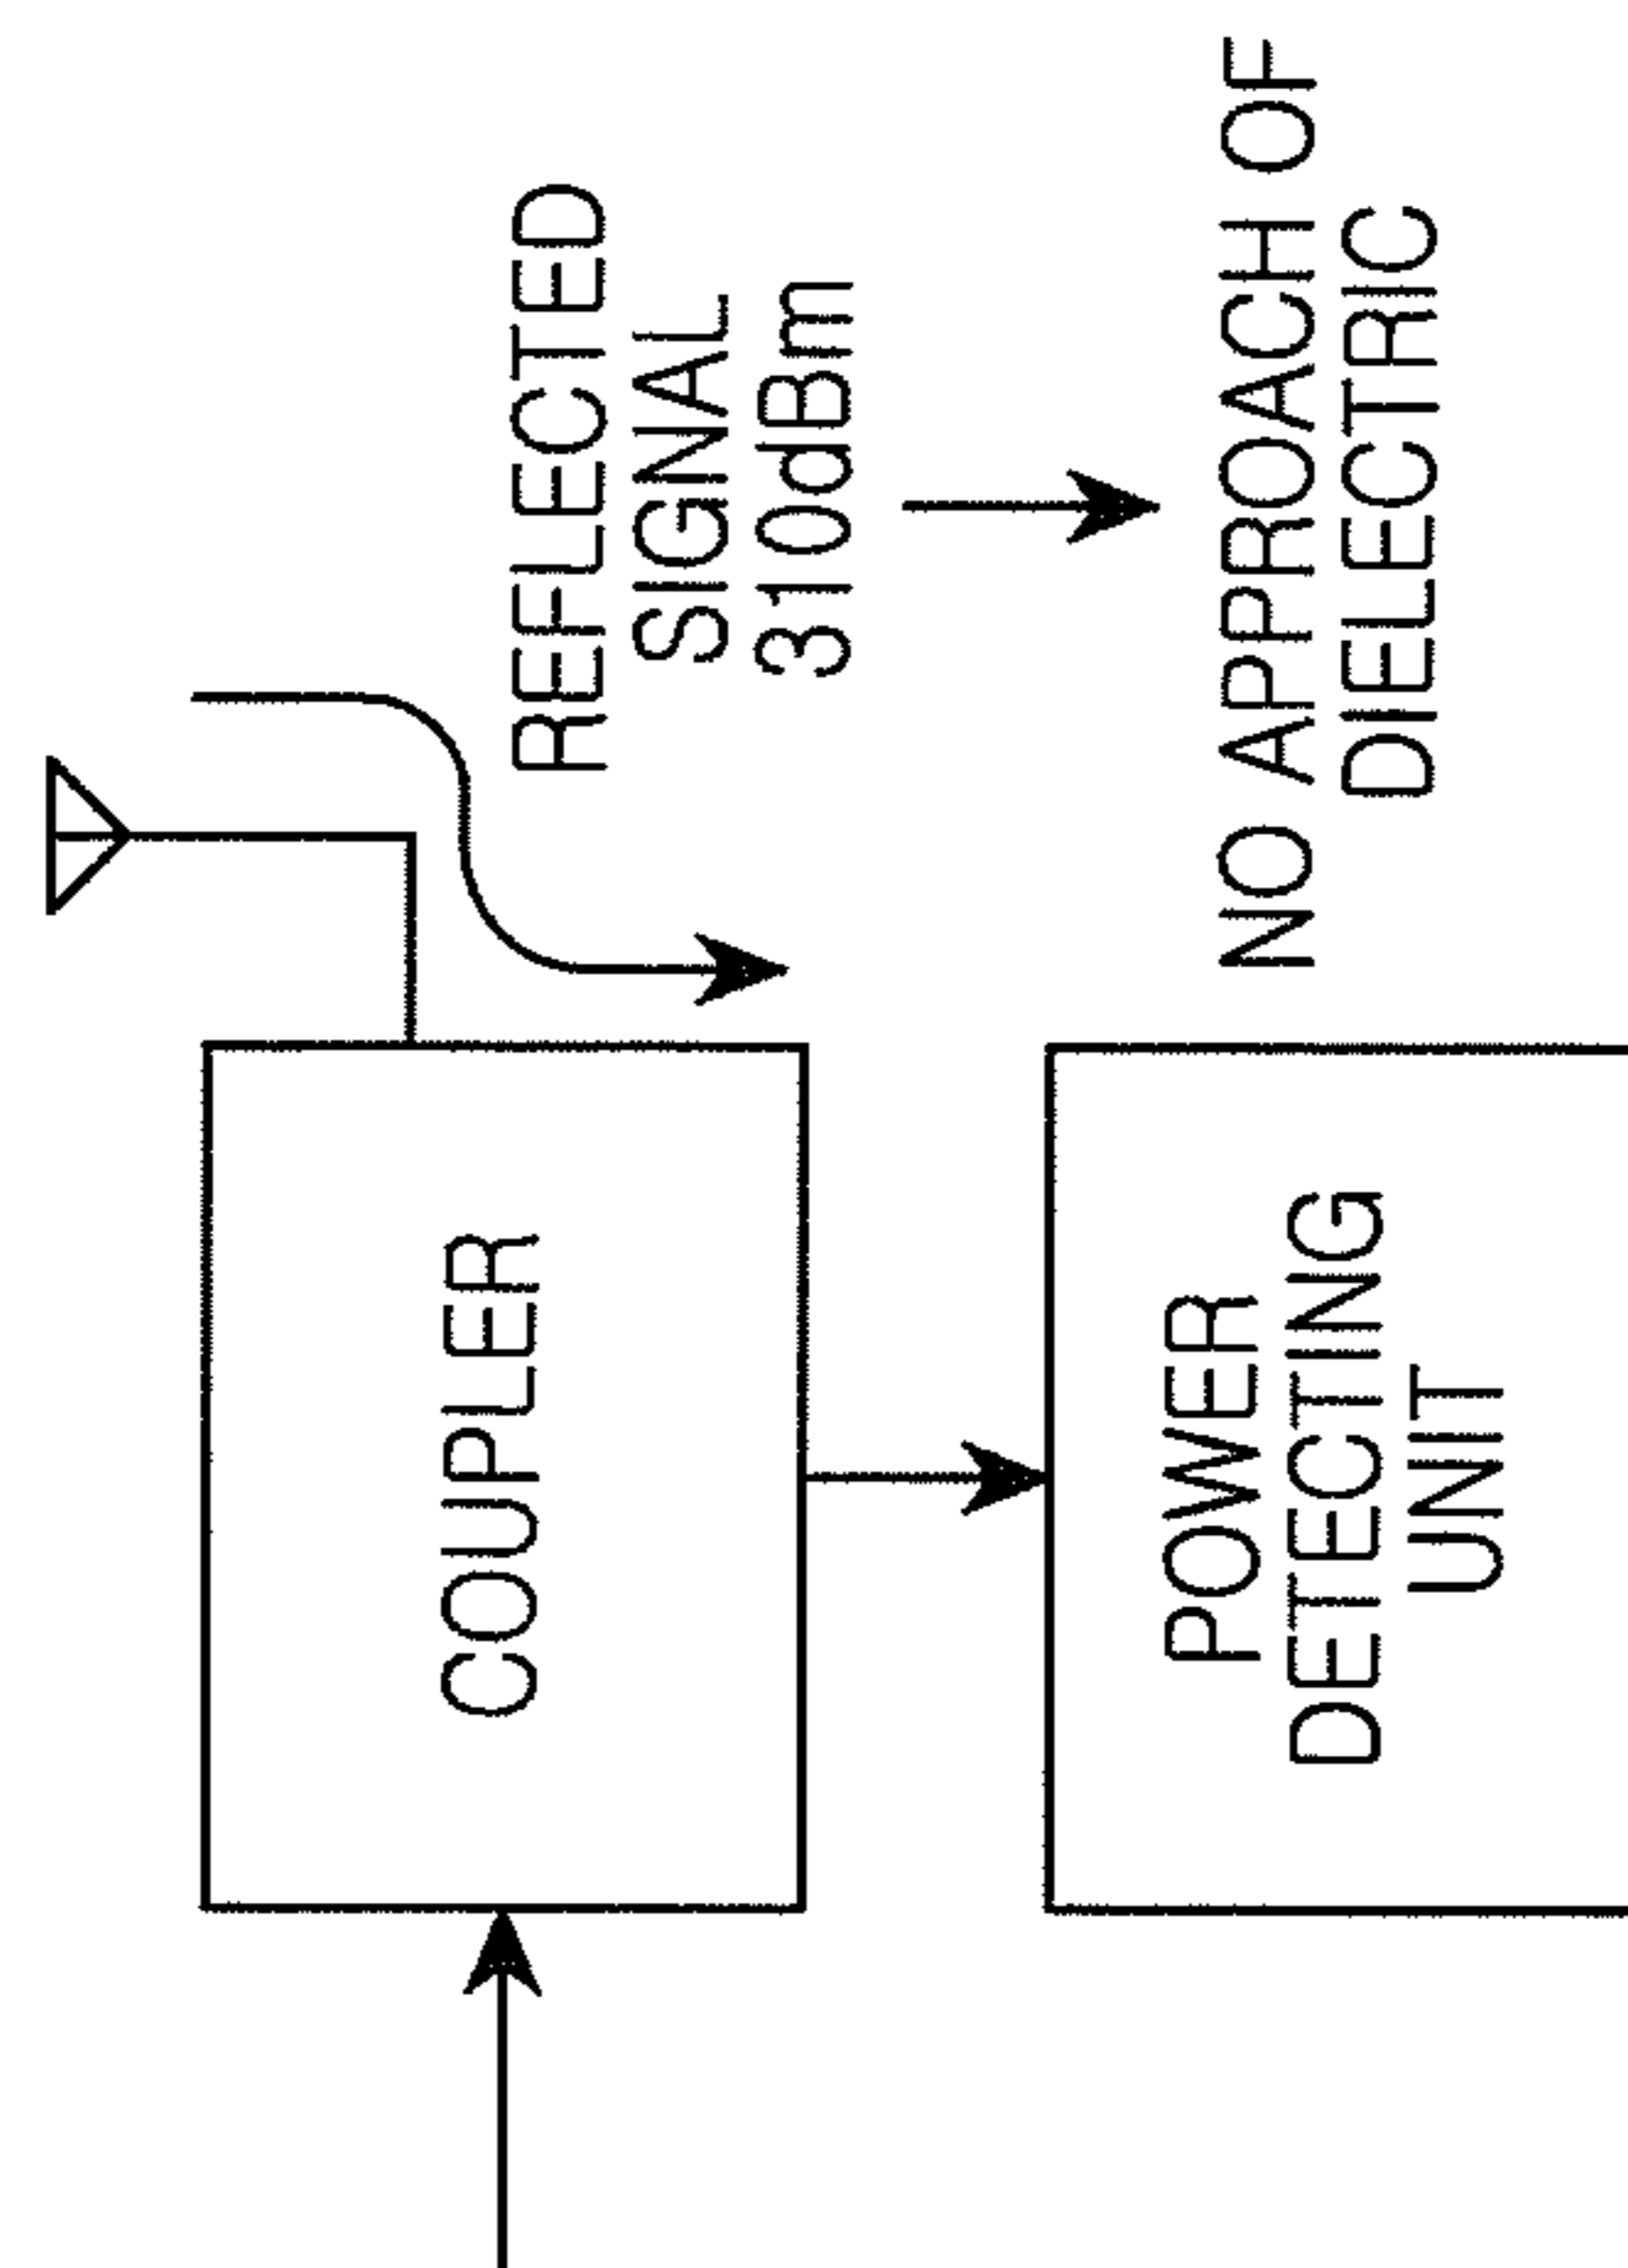 COUPLER
REFLECTED
SIGNAL
310dBm
POWER
DETECTING
UNIT
NO APPROACH OF
DIELECTRIC